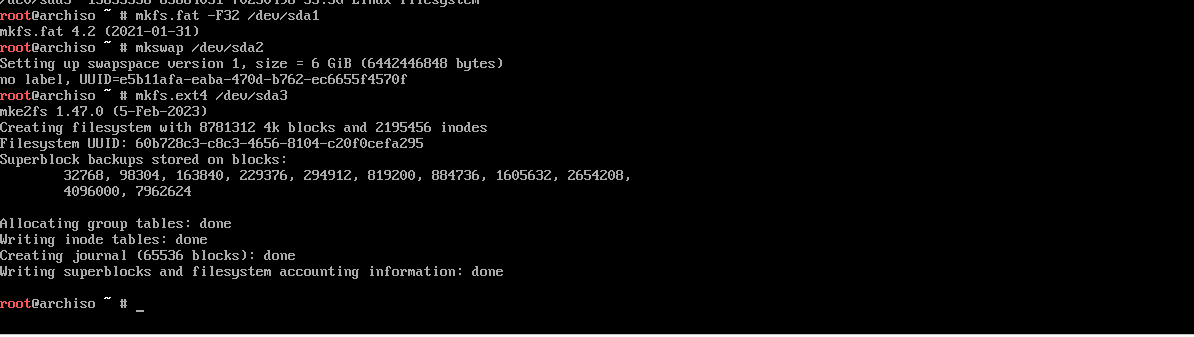 root@archiso ~ # mkfs.fat -F32 /dev/sda1
mkfs.fat 4.2 (2021-01-31)
root@archiso ~ # mkswap /dev/sda2
Setting up swapspace version 1, size = 6 GiB (6442446848 bytes)
no label, UUID=e5b11afa-eaba-470d-b762-ec6655f4570f
root@archiso ~ # mkfs.ext4 /dev/sda3
mke2fs 1.47.0 (5-Feb-2023)
Creating filesystem with 8781312 4k blocks and 2195456 inodes
Filesystem UUID: 60b728c3-c8c3-4656-8104-c20f0cefa295
Superblock backups stored on blocks:
        32768, 98304, 163840, 229376, 294912, 819200, 884736, 1605632, 2654208,
        4096000, 7962624
Allocating group tables: done
Writing inode tables: done
Creating journal (65536 blocks): done
Writing superblocks and filesystem accounting information: done
root@archiso ~ # _